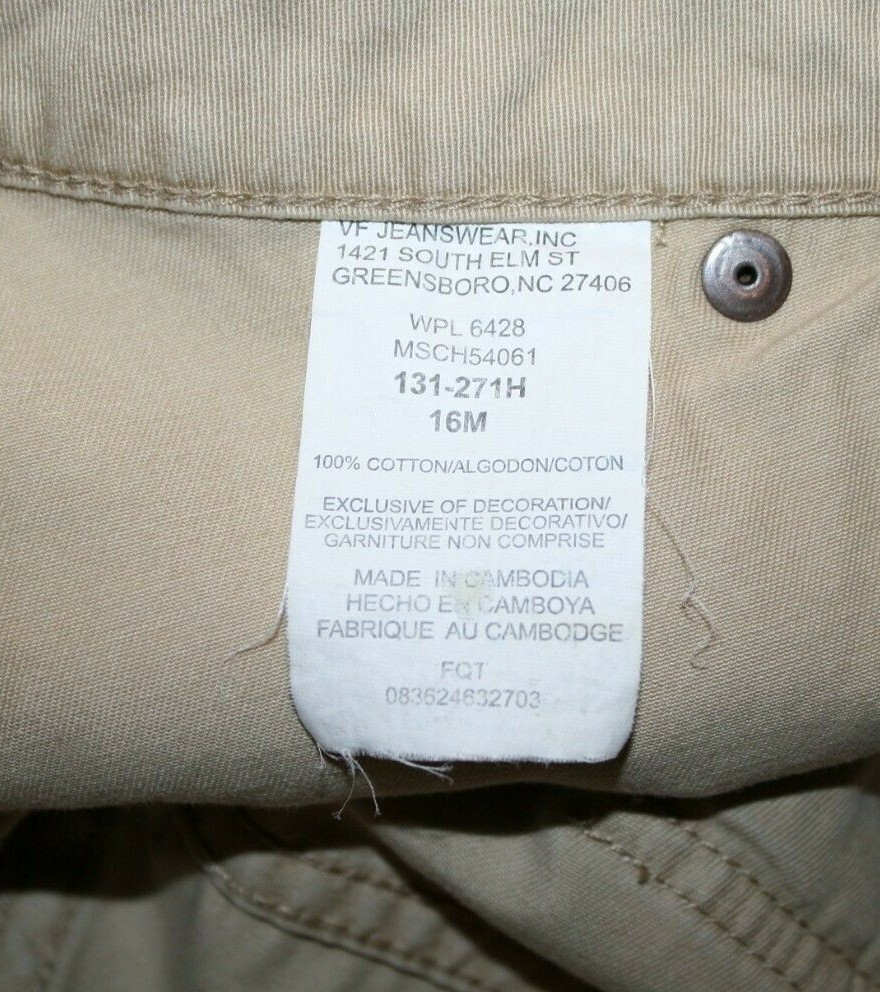 VF JEANSWEAR,INC
1421 SOUTH ELM ST
GREENSBORO,NC 27406
WPL 6428
MSCH54061
131-271H
16M
100% COTTON/ALGODON/COTON
EXCLUSIVE OF DECORATION/
EXCLUSIVAMENTE DECORATIVO/
GARNITURE NON COMPRISE
MADE IN CAMBODIA
HECHO EN CAMBOYA
FABRIQUE AU CAMBODGE
FQT
083624632703